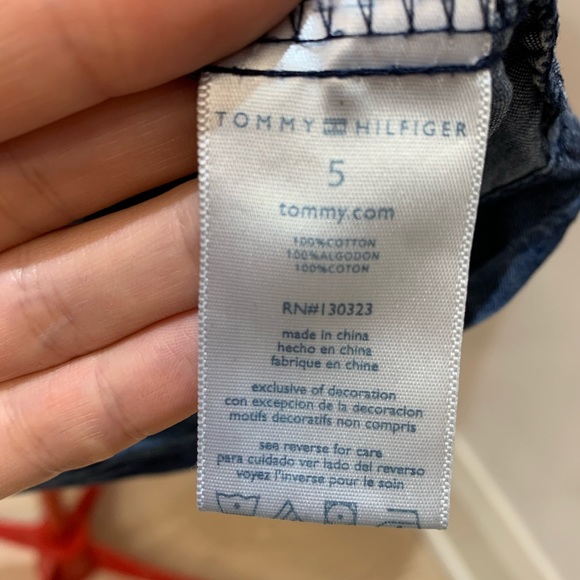 TOMMY HILFIGER
5
tommy.com
100%COTTON
100%ALGODON
100%COTON
RN#130323
made in china
hecho en china
fabrique en chine
exclusive of decoration
con excepcion de la decoracion
motifs decoratifs non compris
see reverse for care
para cuidado ver lado del reverso
voyez l'inverse pour le soin